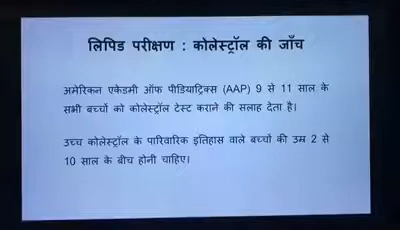 लिपिड परीक्षण : कोलेस्ट्रॉल की जाँच
अमेरिकन एकेडमी ऑफ पीडियाट्रिक्स (AAP) 9 से 11 साल के
सभी बच्चों को कोलेस्ट्रॉल टेस्ट कराने की सलाह देता है।
उच्च कोलेस्ट्रॉल के पारिवारिक इतिहास वाले बच्चों की उम्र 2 से
10 साल के बीच होनी चाहिए।